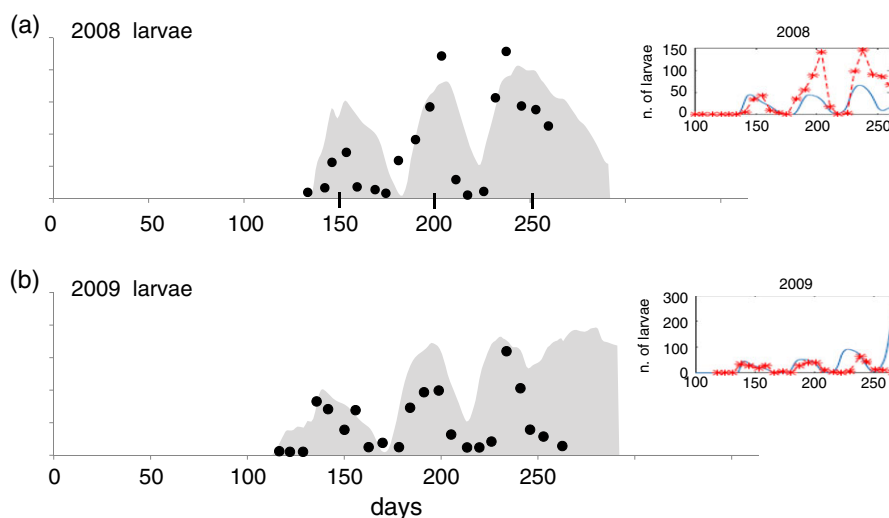 (a)
2008 larvae
0 50 100 150 200 250
2008
n. of larvae
150
100
50
0
100 150 200 250
(b)
2009 larvae
0 50 100 150 200 250
days
2009
n. of larvae
300
200
100
0
100 150 200 250